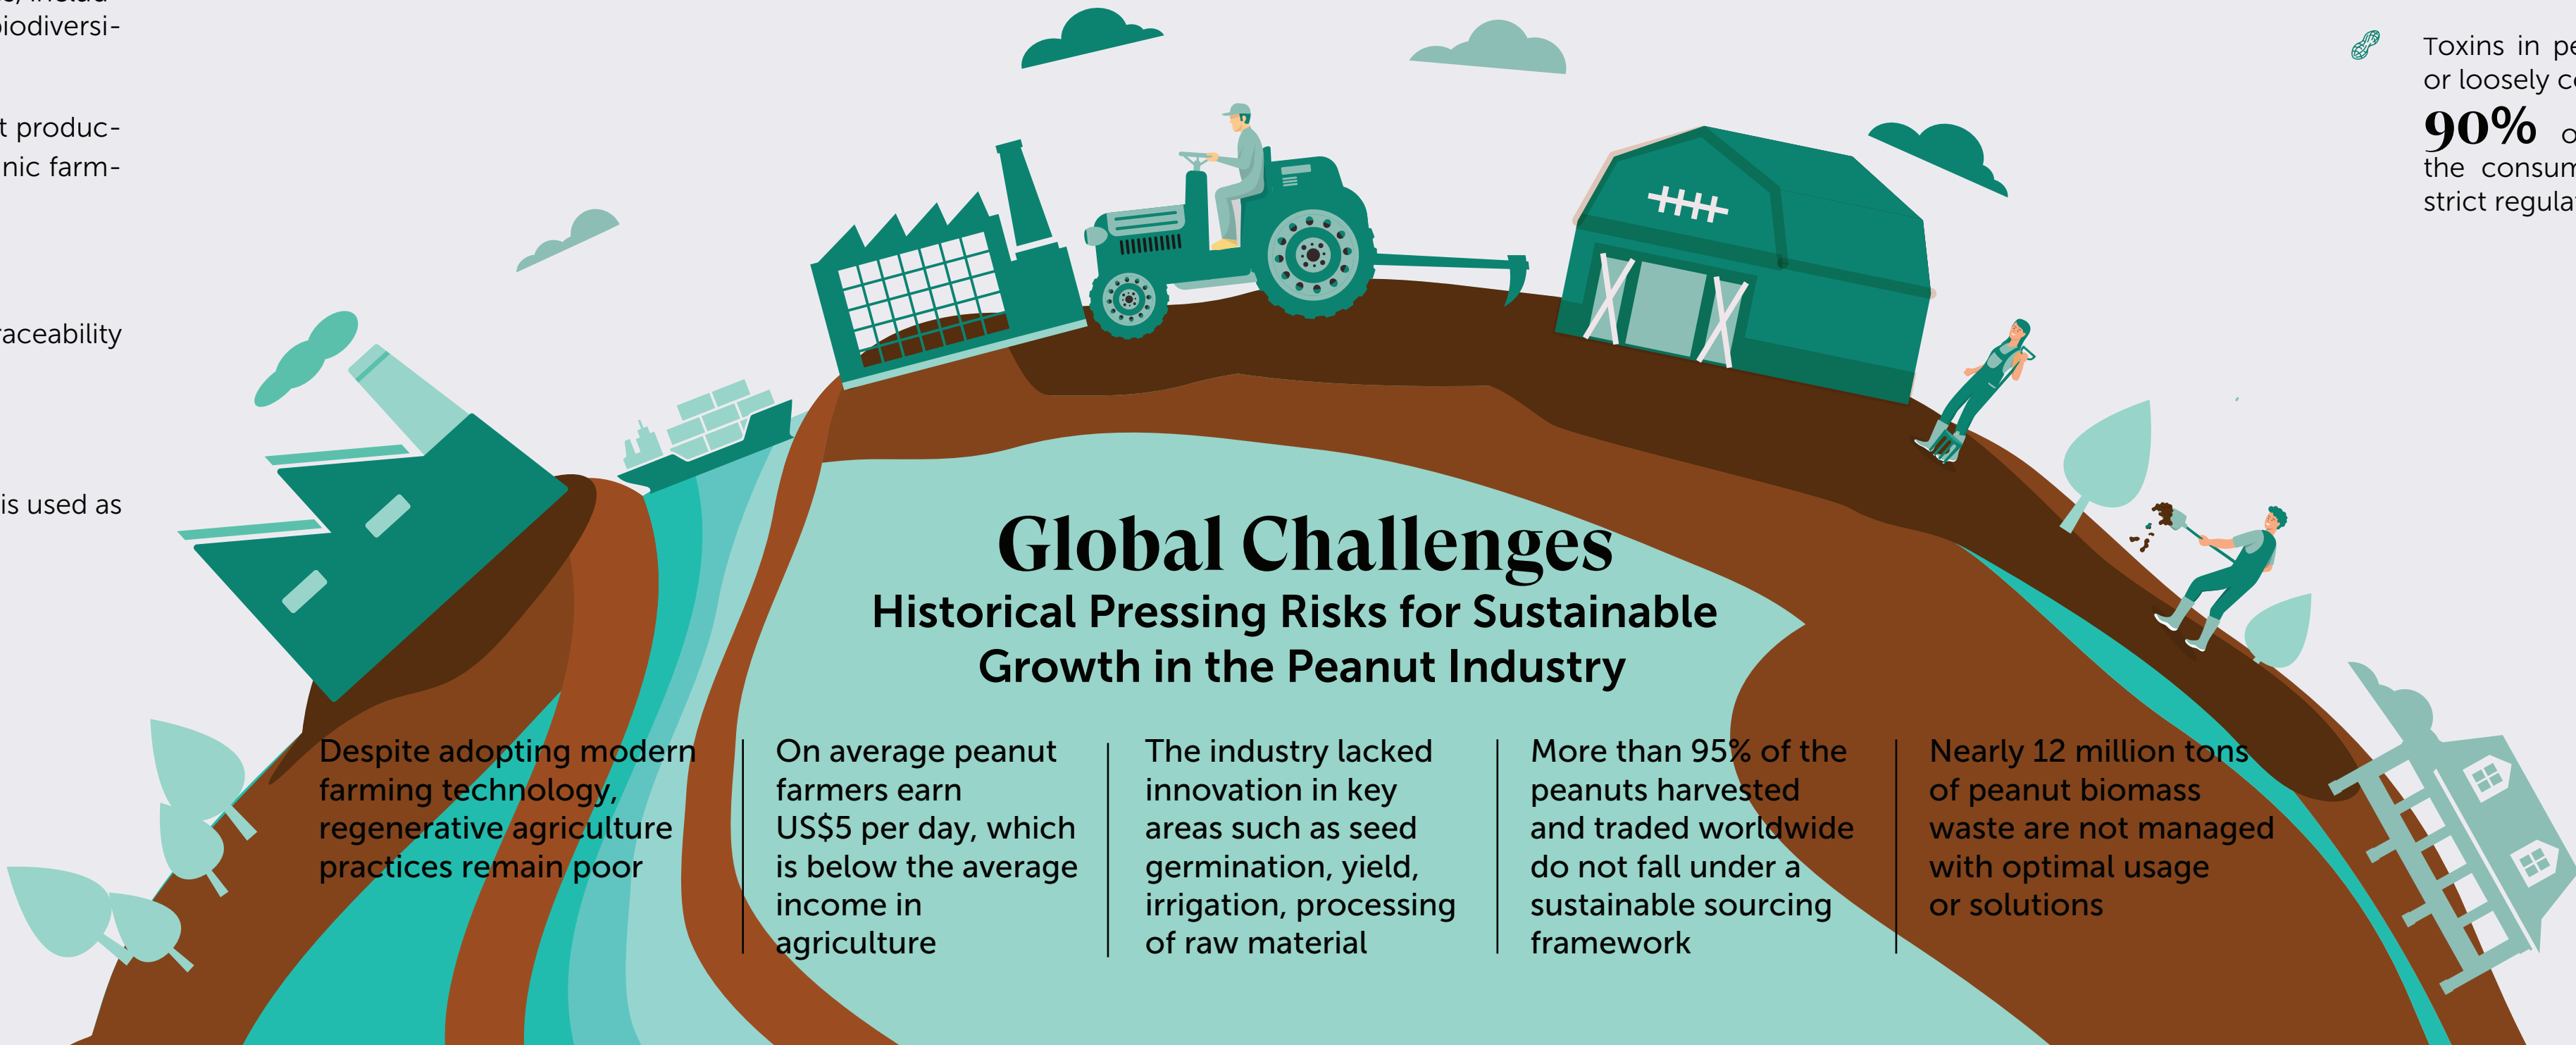 biodiversi-
t produc-
nic farm-
raceability
is used as
Toxins in pe
or loosely c
90% o
the consum
strict regula
Global Challenges
Historical Pressing Risks for Sustainable
Growth in the Peanut Industry
Despite adopting modern
farming technology,
regenerative agriculture
practices remain poor
On average peanut
farmers earn
US$5 per day, which
is below the average
income in
agriculture
The industry lacked
innovation in key
areas such as seed
germination, yield,
irrigation, processing
of raw material
More than 95% of the
peanuts harvested
and traded worldwide
do not fall under a
sustainable sourcing
framework
Nearly 12 million tons
of peanut biomass
waste are not managed
with optimal usage
or solutions